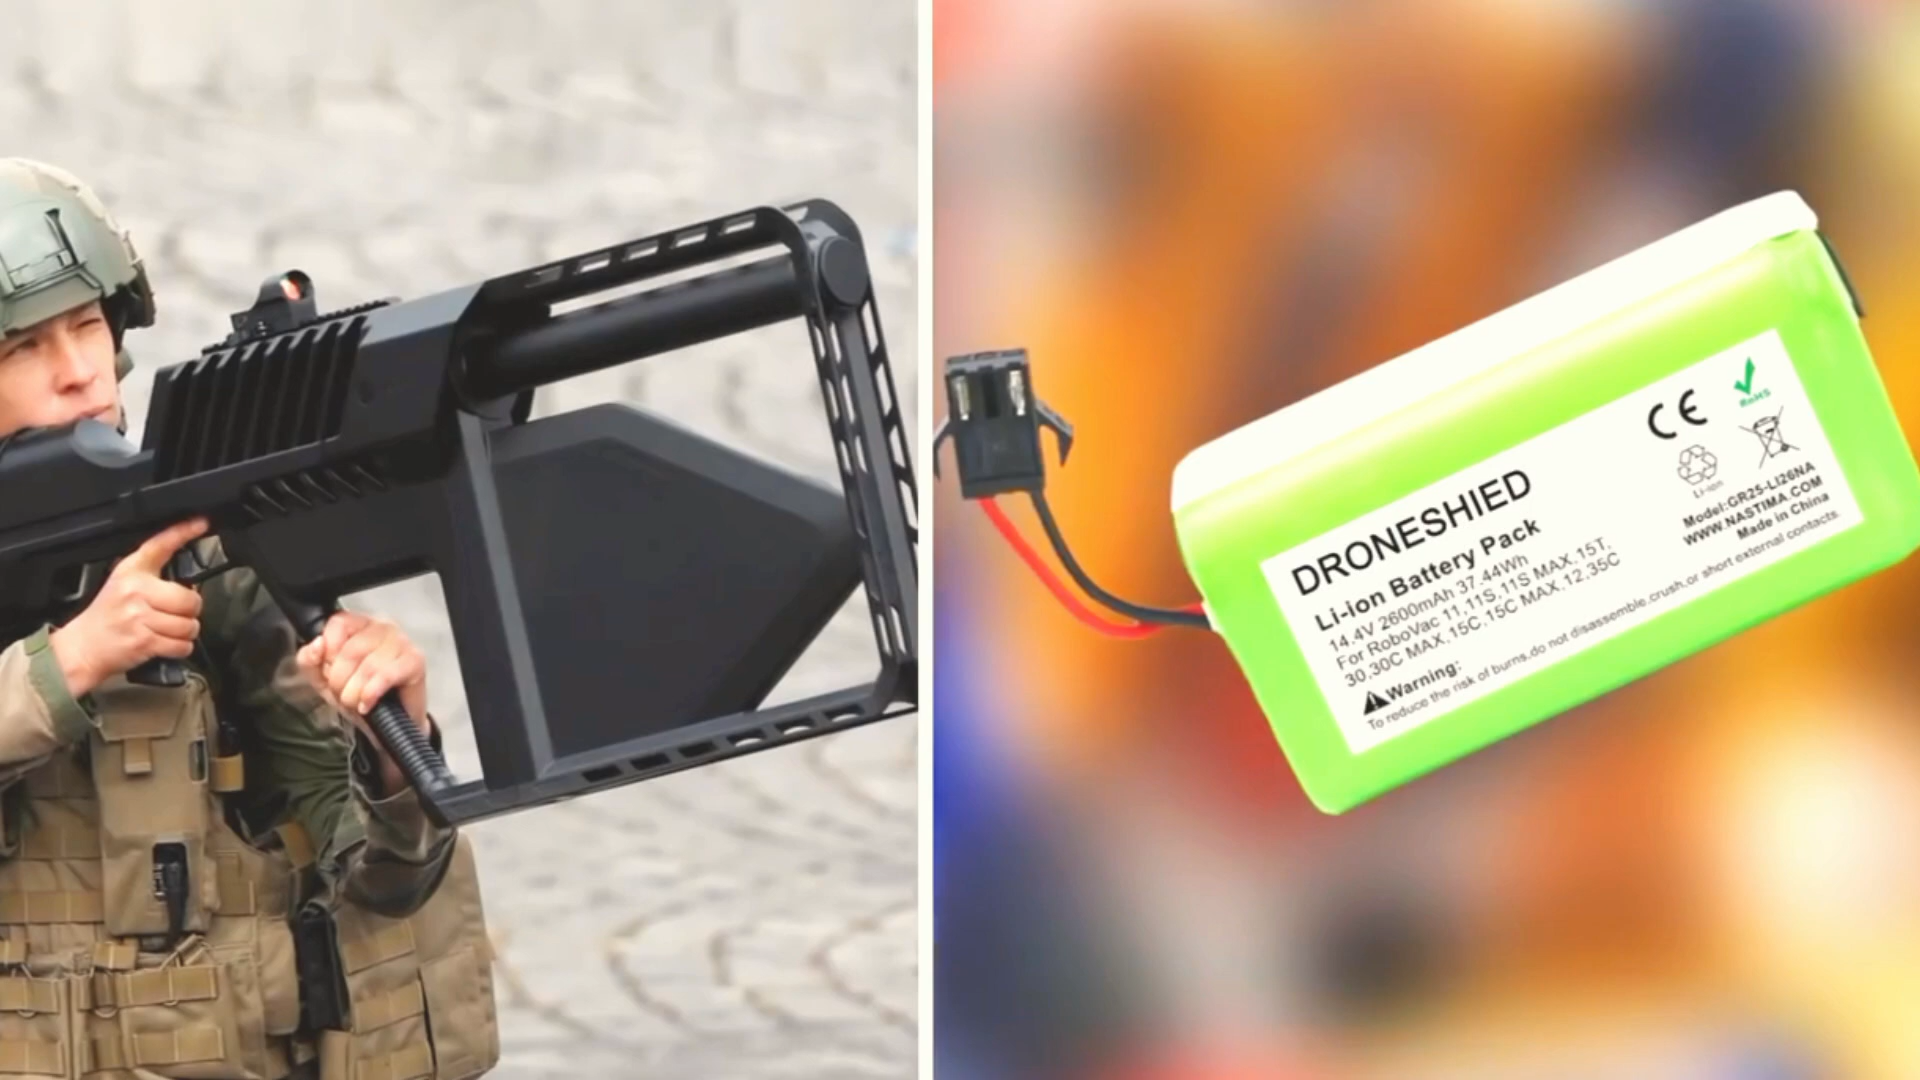 DRONESHIED
Li-ion Battery Pack
14.4V 2600mAh 37.44Wh
For RoboVac 11,11S,11S MAX,15T,
30,30C MAX,15C,15C MAX,12,35C
Warning:
To reduce the risk of burns,do not disassemble,crush,or short external contacts.
CE
RoHS
Li-ion
Model:GR25-LI26NA
WWW.NASTIMA.COM
Made in China